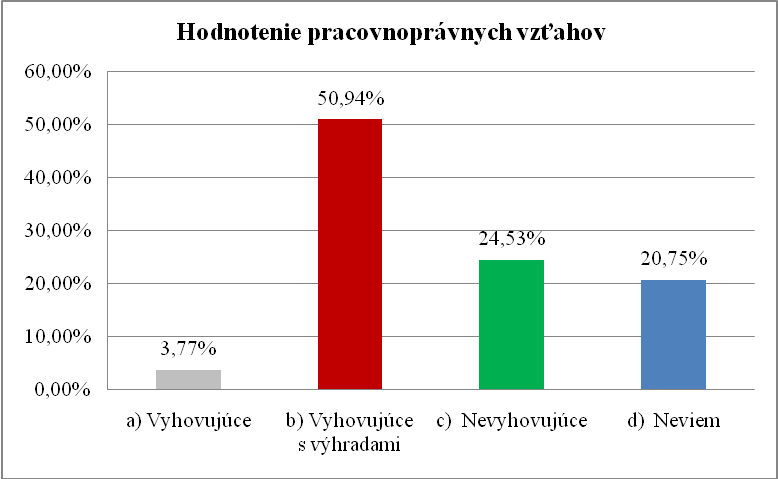 Hodnotenie pracovnoprávnych vzťahov
60,00%
50,00%
40,00%
30,00%
20,00%
10,00%
0,00%
3,77%
50,94%
24,53%
20,75%
a) Vyhovujúce
b) Vyhovujúce
s výhradami
c) Nevyhovujúce
d) Neviem